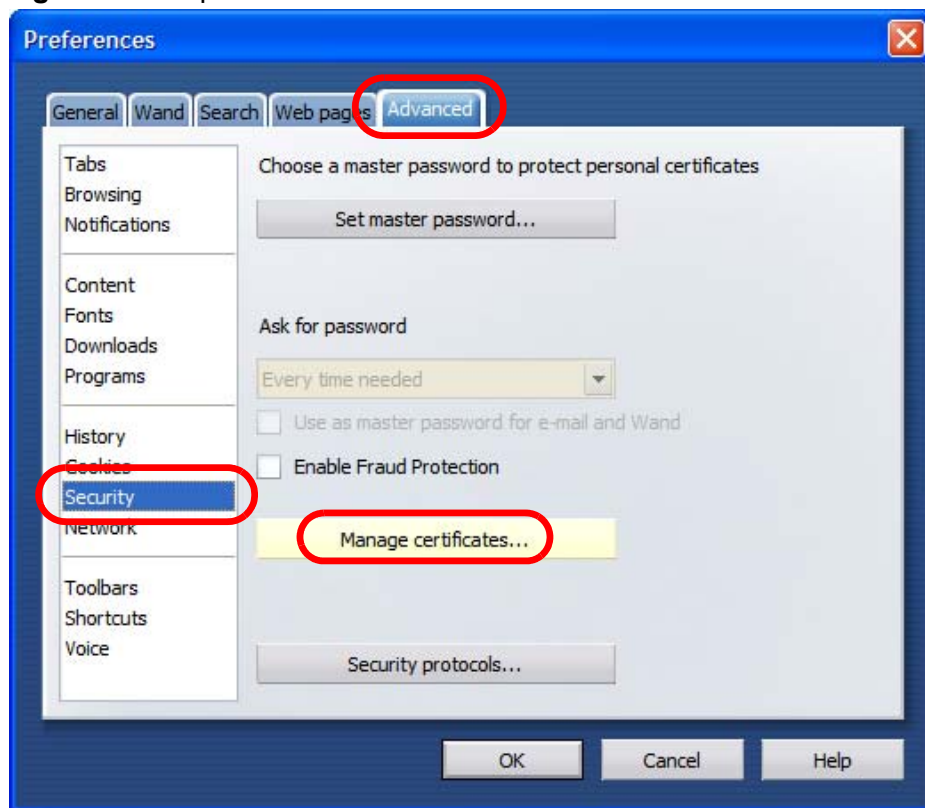 Preferences
General Wand Search Web pages Advanced
Tabs
Browsing
Notifications
Content
Fonts
Downloads
Programs
History
Cookies
Security
Network
Toolbars
Shortcuts
Voice
Choose a master password to protect personal certificates
Set master password...
Ask for password
Every time needed
Use as master password for e-mail and Wand
Enable Fraud Protection
Manage certificates...
Security protocols...
OK Cancel Help